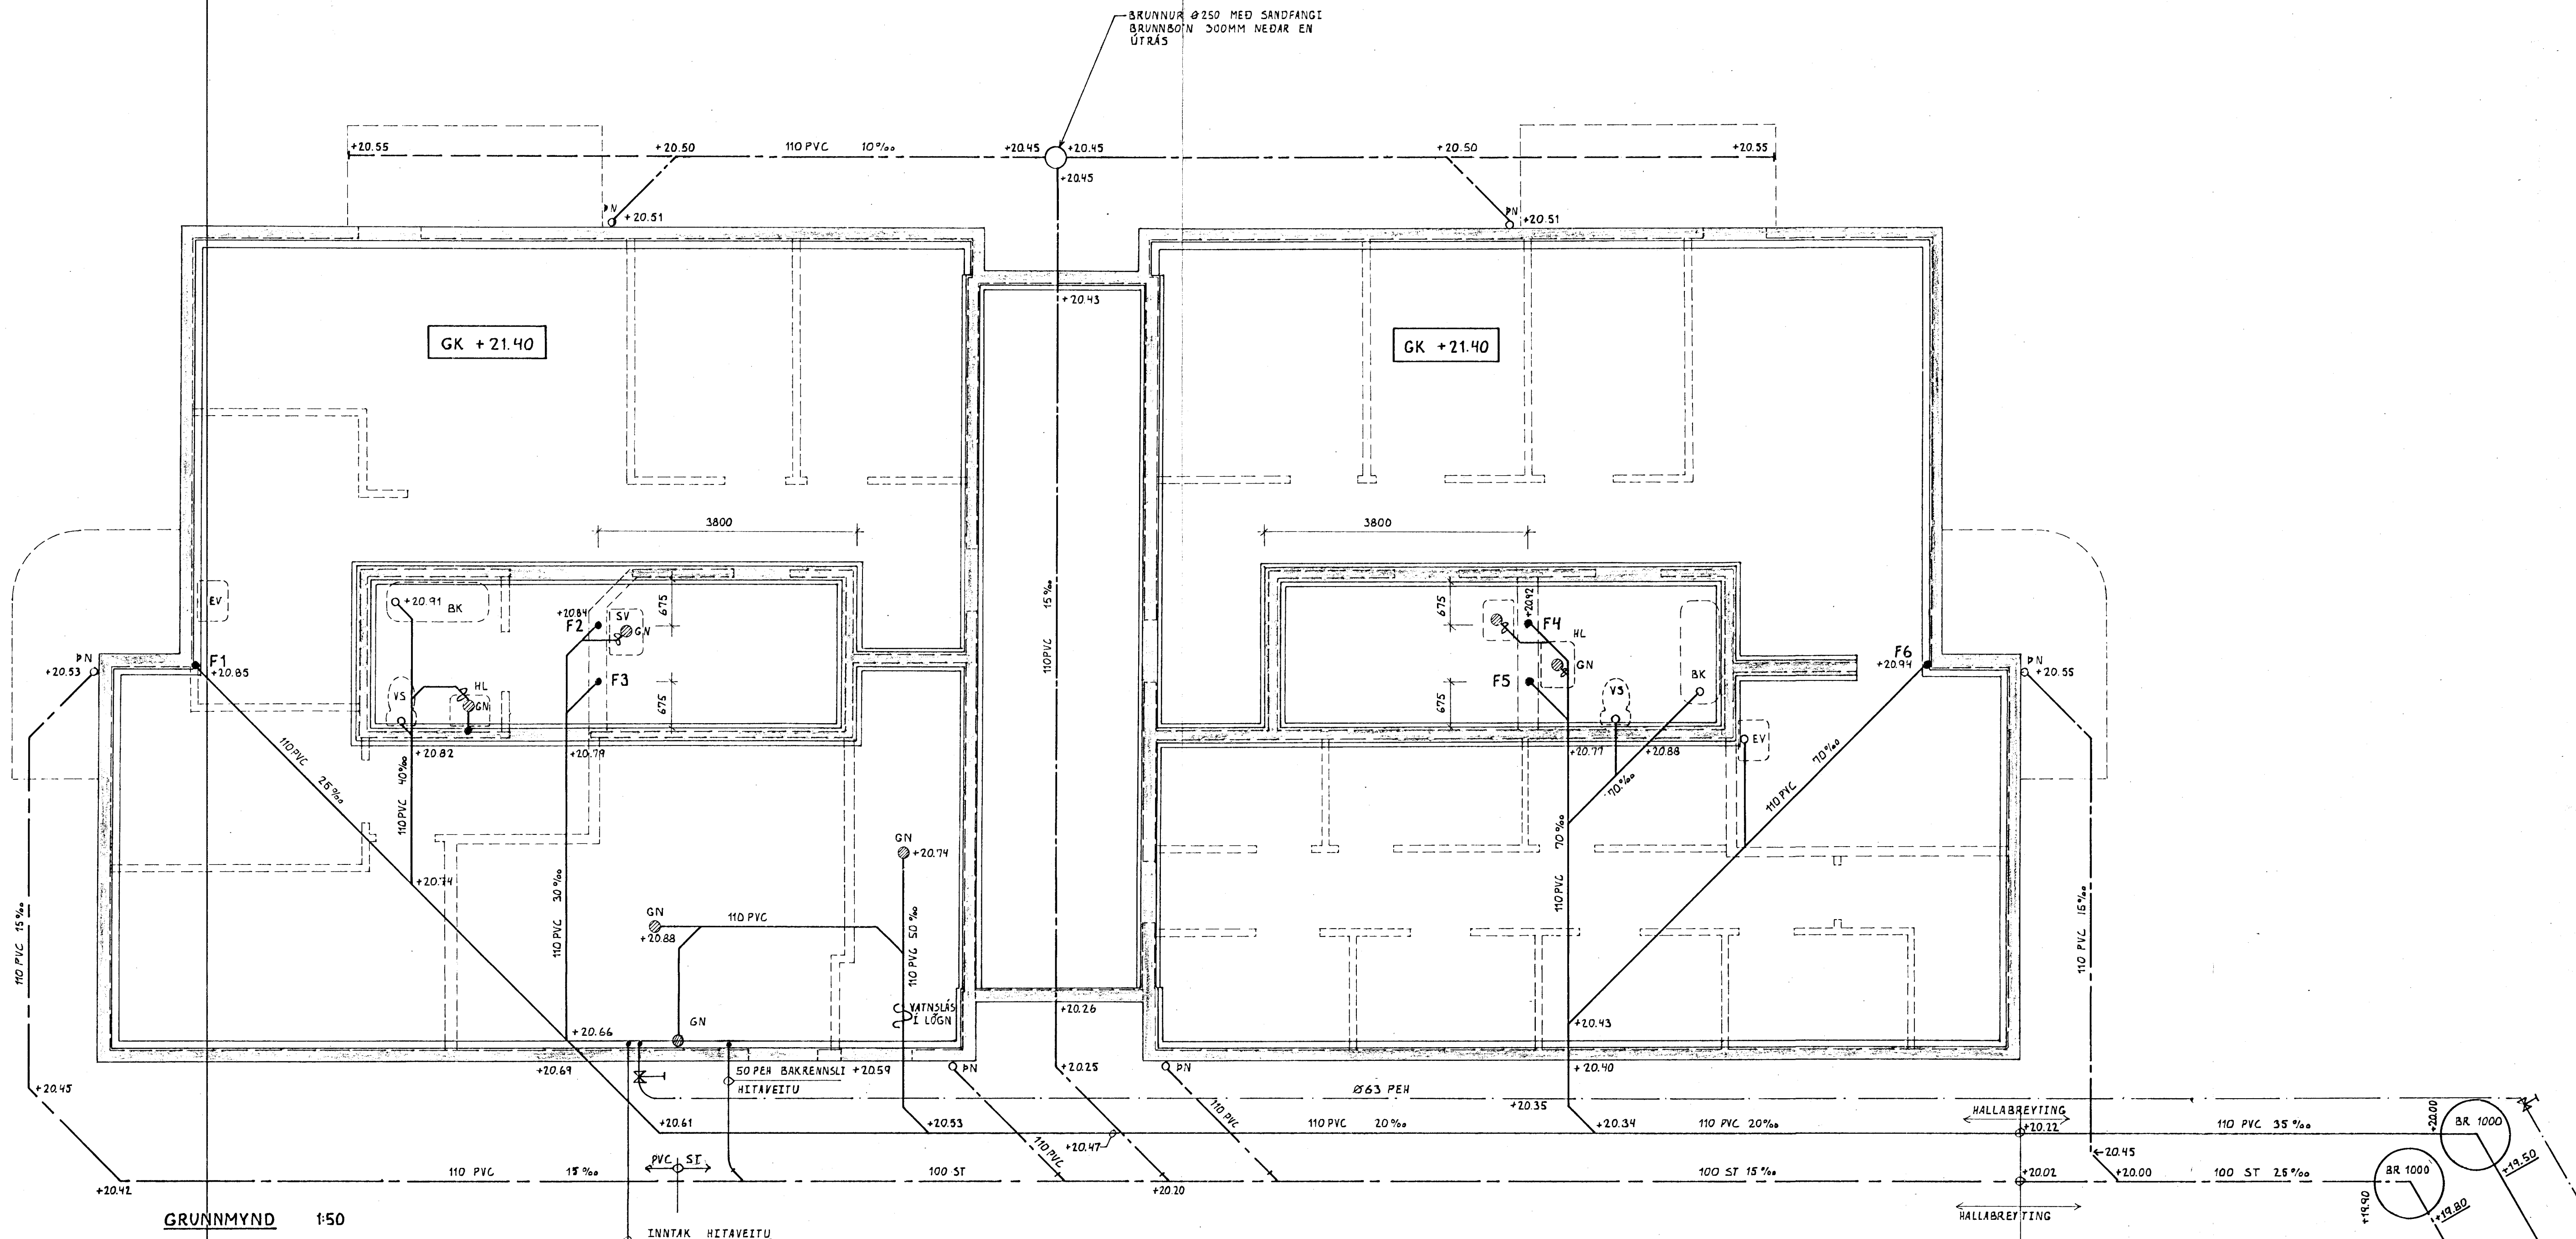 BRUNNUR ⌀250 MEÐ SANDFANGI
BRUNNBOTN 300MM NEÐAR EN
ÚTRÁS
+20.55
+20.50
110 PVC 10‰
+20.45
+20.45
+20.50
+20.55
+20.45
ÞN
+20.51
ÞN
+20.51
+20.43
GK +21.40
GK +21.40
3800
3800
110 PVC 15‰
EV
+20.91
BK
+20.84
F2
SV
GN
675
675
+20.92
F4
HL
GN
ÞN
+20.53
F1
+20.85
F3
F5
BK
VS
F6
+20.94
ÞN
+20.55
VS
HL
GN
675
675
+20.82
+20.79
+20.77
+20.88
EV
110 PVC 25‰
110 PVC 40‰
70‰
110 PVC 70‰
GN
+20.74
+20.74
110 PVC 30‰
110 PVC 70‰
GN
+20.88
110 PVC
110 PVC 50‰
110 PVC 15‰
110 PVC 15‰
VATNSLÁS
Í LÖGN
GN
+20.66
+20.26
+20.43
+20.69
50 PEH BAKRENNSLI
HITAVEITU
+20.59
ÞN
+20.25
ÞN
+20.40
+20.45
⌀63 PEH
+20.35
110 PVC
HALLABREYTING
+20.00
BR 1000
+20.61
+20.53
110 PVC
+20.47
110 PVC 20‰
+20.34
110 PVC 20‰
+20.22
110 PVC 35‰
+20.45
+19.50
PVC ST
110 PVC 15‰
100 ST
100 ST 15‰
+20.02
+20.00
100 ST 25‰
BR 1000
+20.42
+20.20
+19.90
+19.80
GRUNNMYND 1:50
HALLABREYTING
INNTAK HITAVEITU